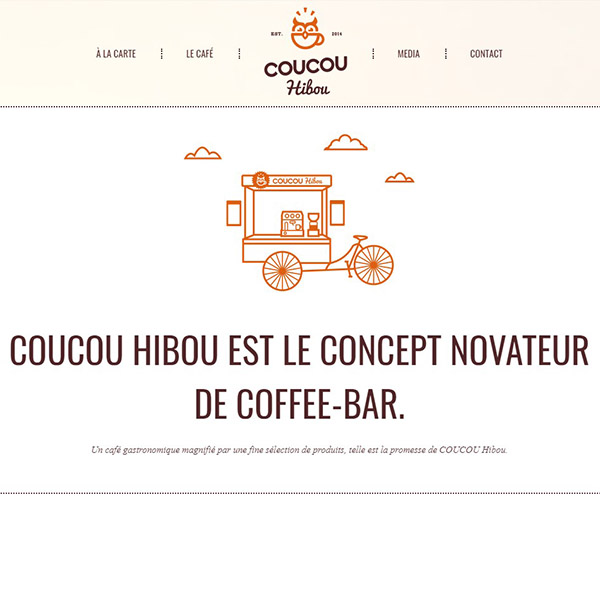 EST. 2014
À LA CARTE LE CAFÉ MEDIA CONTACT
COUCOU
Hibou
COUCOU Hibou
COUCOU HIBOU EST LE CONCEPT NOVATEUR
DE COFFEE-BAR.
Un café gastronomique magnifié par une fine sélection de produits, telle est la promesse de COUCOU Hibou.